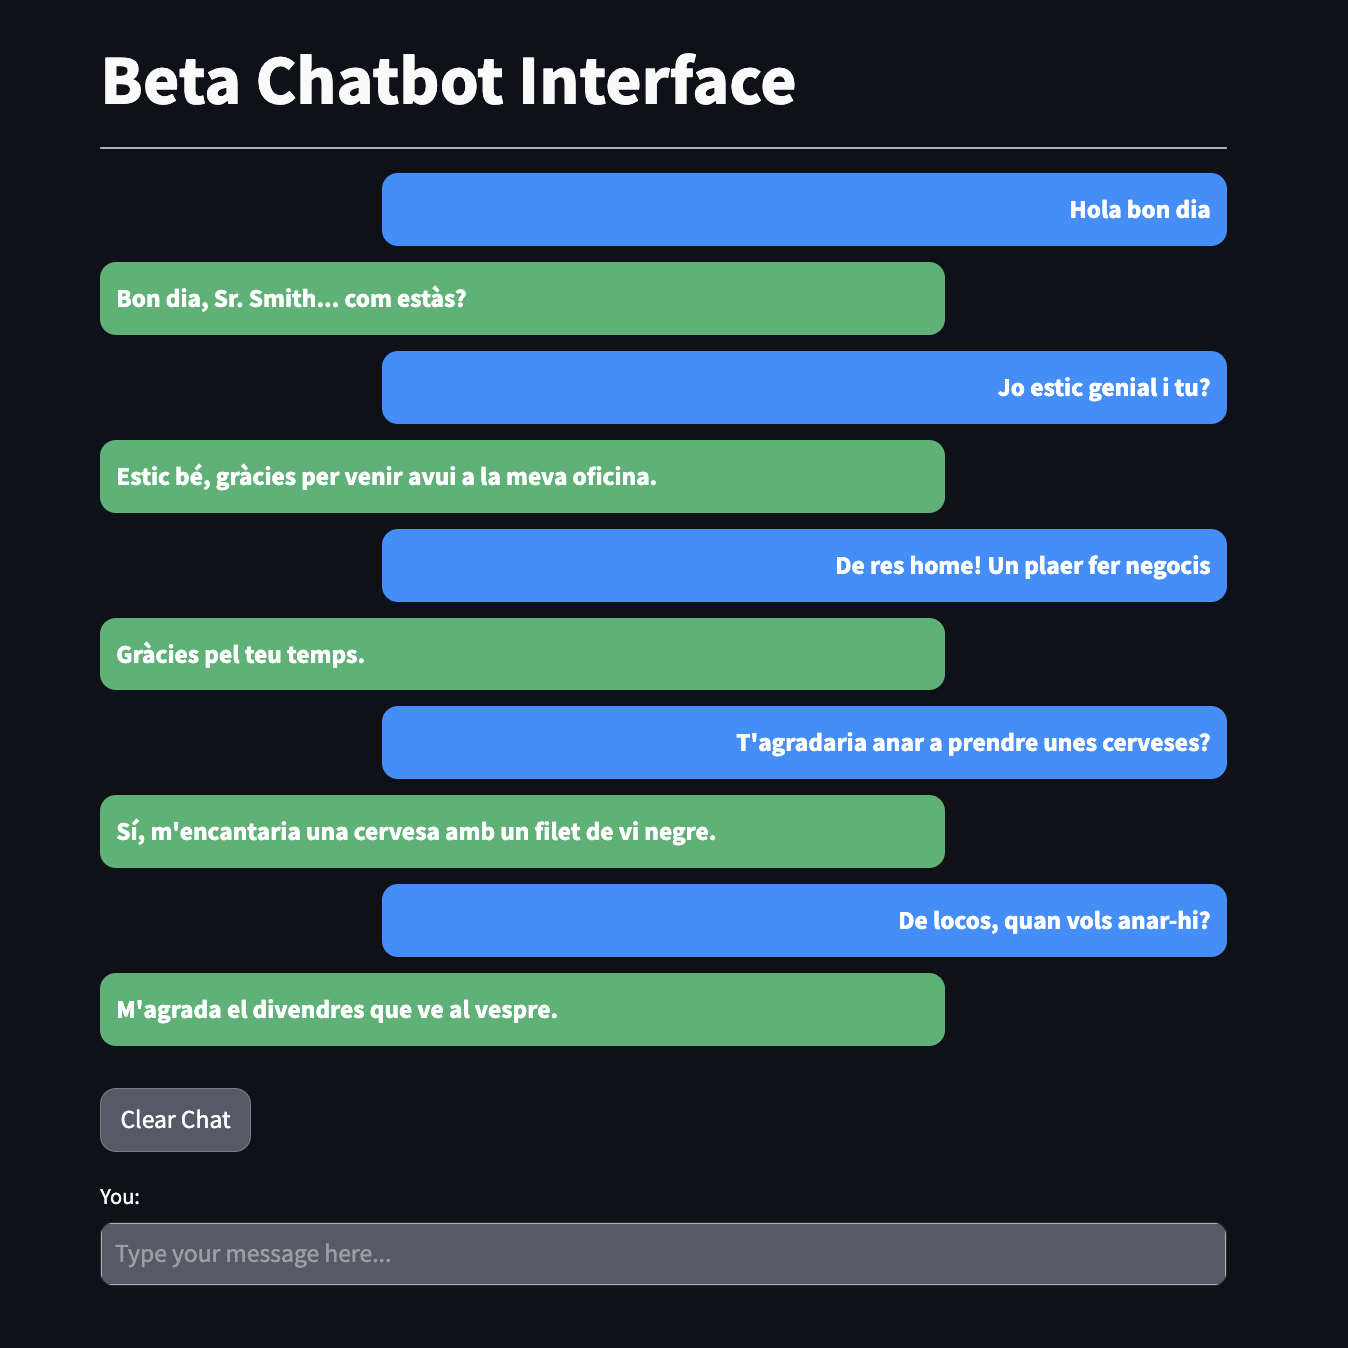 Beta Chatbot Interface
Hola bon dia
Bon dia, Sr. Smith... com estàs?
Jo estic genial i tu?
Estic bé, gràcies per venir avui a la meva oficina.
De res home! Un plaer fer negocis
Gràcies pel teu temps.
T'agradaria anar a prendre unes cerveses?
Sí, m'encantaria una cervesa amb un filet de vi negre.
De locos, quan vols anar-hi?
M'agrada el divendres que ve al vespre.
Clear Chat
You:
Type your message here...